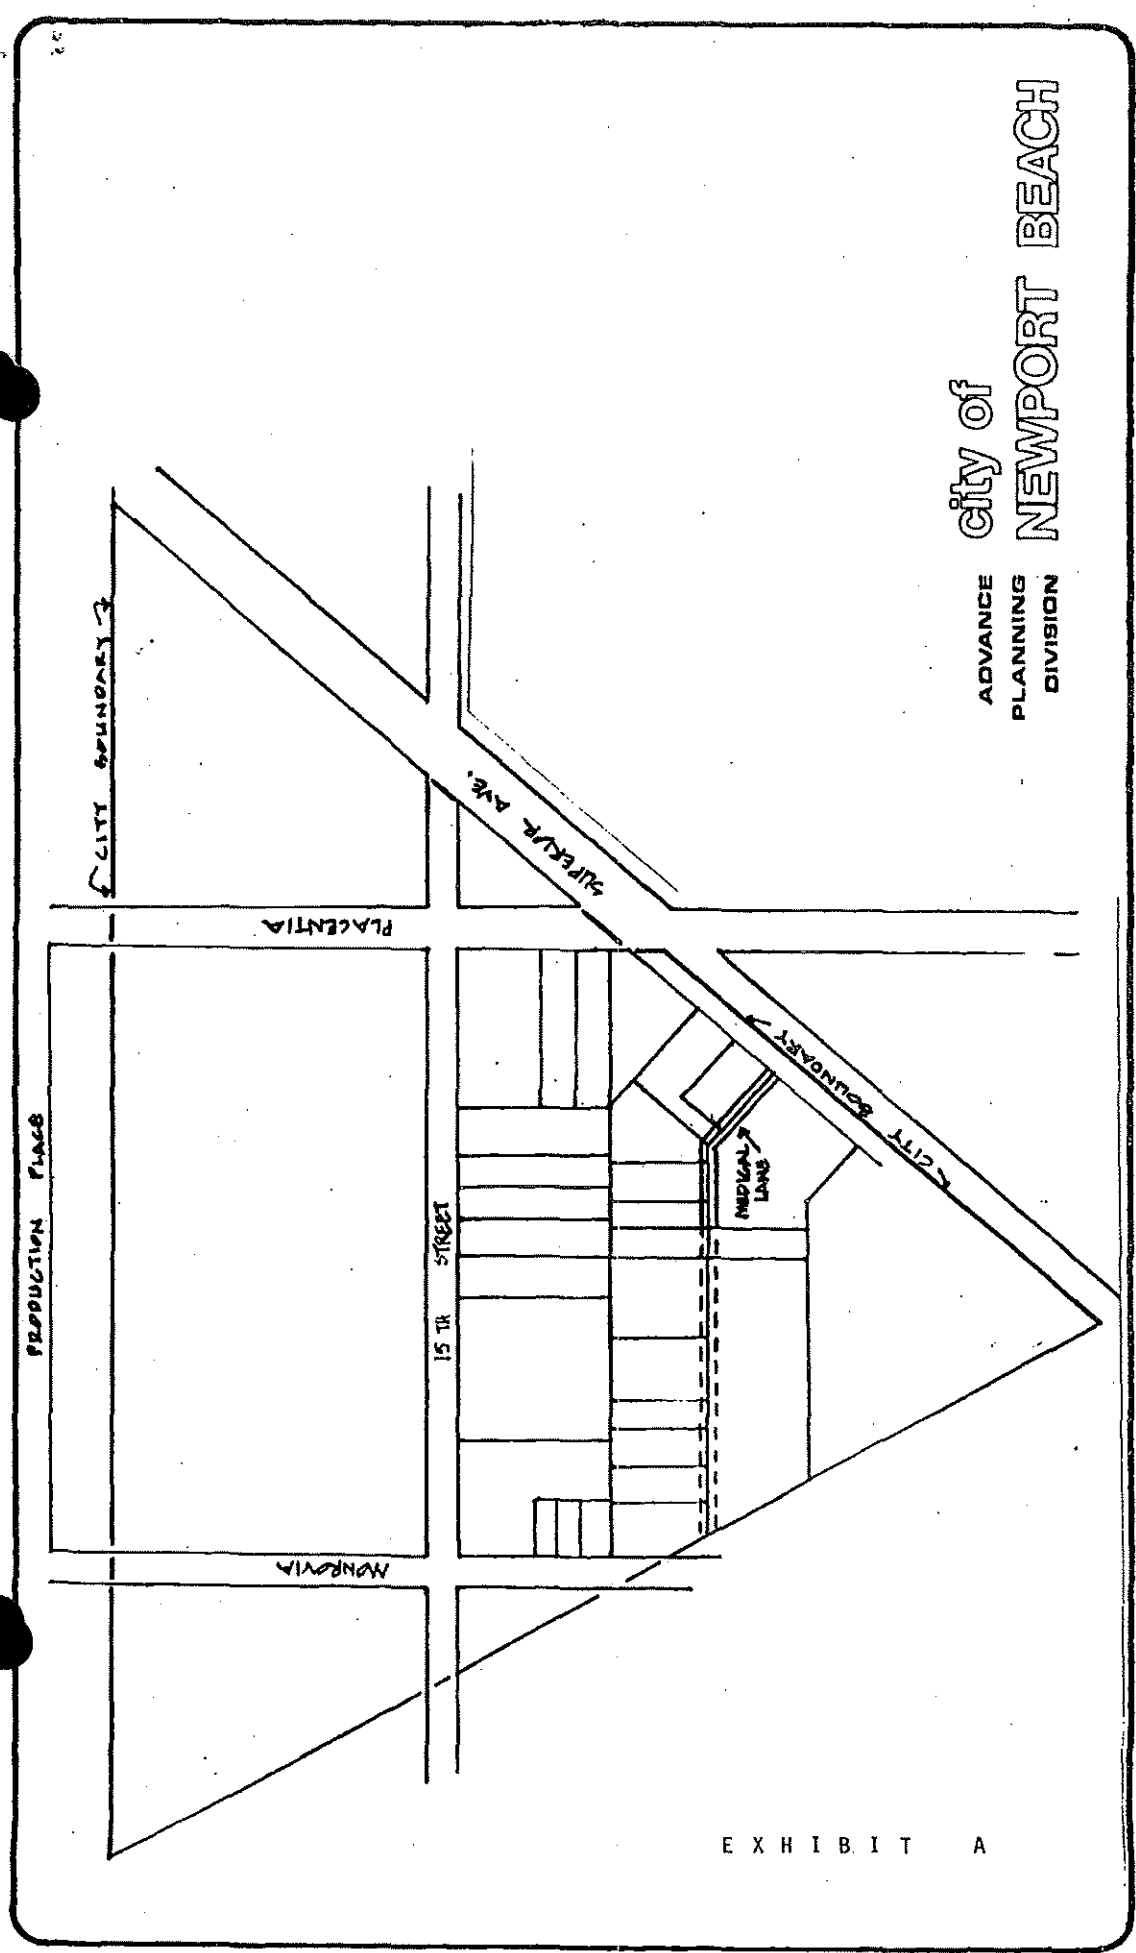 PRODUCTION PLACE
CITY BOUNDARY
PLACENTIA
MONROVIA
15 TH STREET
SUPERIOR AVE.
MEDICAL
LANE
CITY BOUNDARY
ADVANCE
PLANNING
DIVISION
city of
NEWPORT BEACH
EXHIBIT A